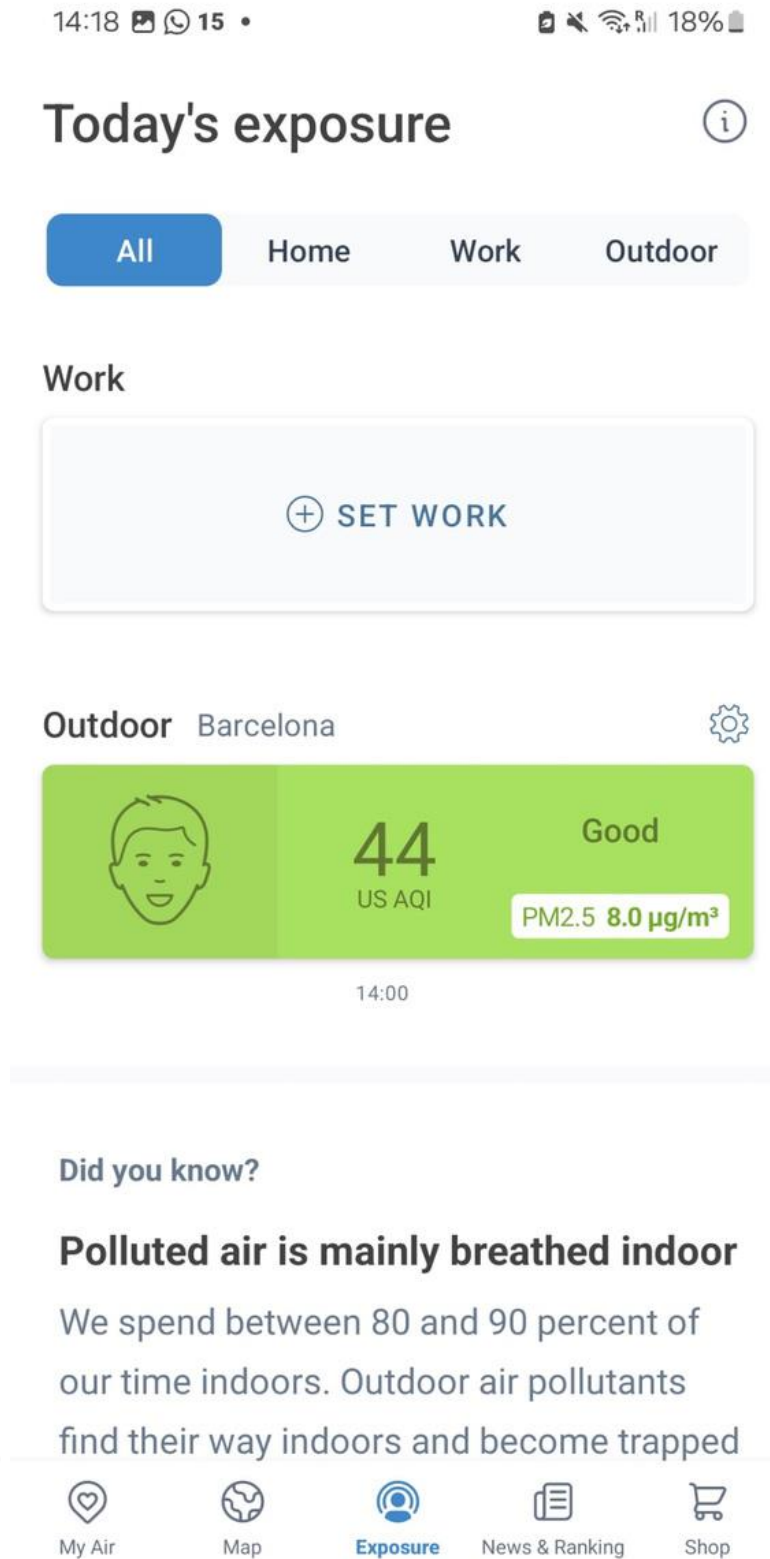 14:18 15 • R 18%
Today's exposure
All Home Work Outdoor
Work
SET WORK
Outdoor Barcelona
44
US AQI
Good
PM2.5 8.0 µg/m³
14:00
Did you know?
Polluted air is mainly breathed indoor
We spend between 80 and 90 percent of
our time indoors. Outdoor air pollutants
find their way indoors and become trapped
My Air Map Exposure News & Ranking Shop